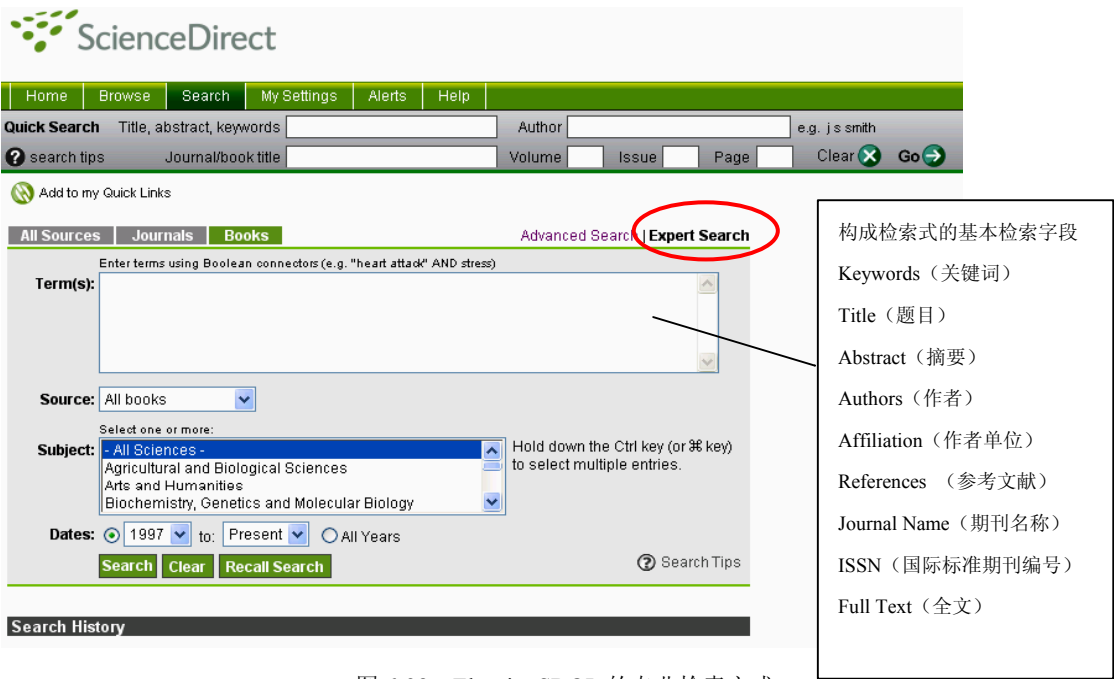 ScienceDirect
Home Browse Search My Settings Alerts Help
Quick Search Title, abstract, keywords Author e.g. j s smith
search tips Journal/book title Volume Issue Page Clear Go
Add to my Quick Links
All Sources Journals Books Advanced Search | Expert Search
Enter terms using Boolean connectors (e.g. "heart attack" AND stress)
Term(s):
Source: All books
Select one or more:
Subject: - All Sciences -
Agricultural and Biological Sciences
Arts and Humanities
Biochemistry, Genetics and Molecular Biology
Hold down the Ctrl key (or ⌘ key)
to select multiple entries.
Dates: 1997 to: Present All Years
Search Clear Recall Search Search Tips
Search History
构成检索式的基本检索字段
Keywords（关键词）
Title（题目）
Abstract（摘要）
Authors（作者）
Affiliation（作者单位）
References （参考文献）
Journal Name（期刊名称）
ISSN（国际标准期刊编号）
Full Text（全文）